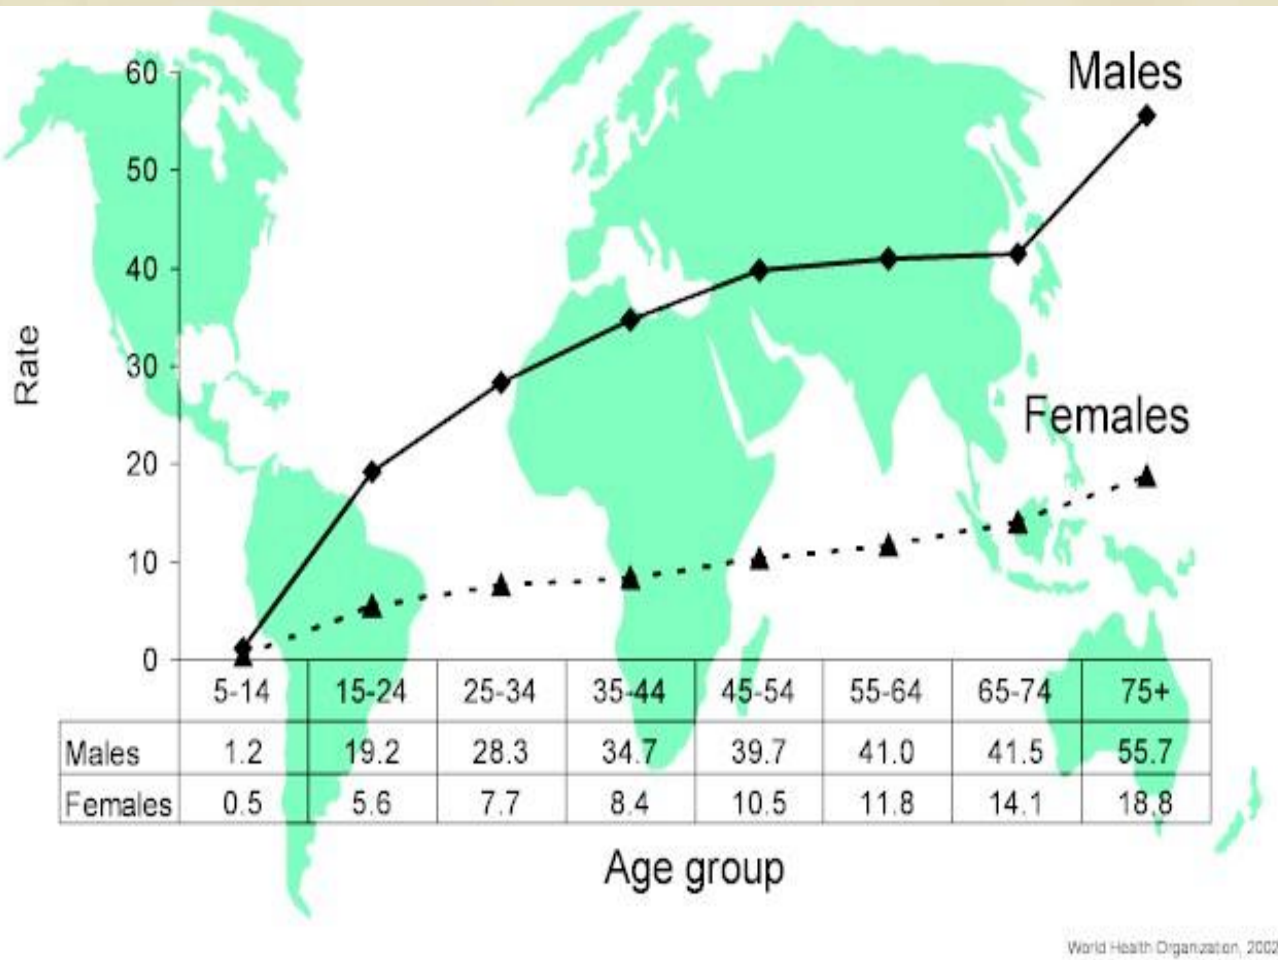 Males
60
50
40
30
20
10
0
Rate
Females
5-14 15-24 25-34 35-44 45-54 55-64 65-74 75+
Males 1.2 19.2 28.3 34.7 39.7 41.0 41.5 55.7
Females 0.5 5.6 7.7 8.4 10.5 11.8 14.1 18.8
Age group
World Health Organization, 2002